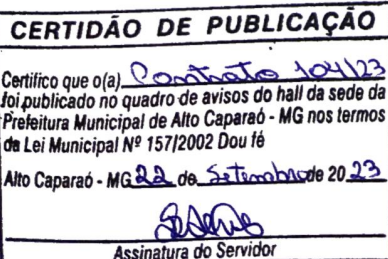 CERTIDÃO DE PUBLICAÇÃO
Certifico que o(a) Contrato 104/23
foi publicado no quadro de avisos do hall da sede da
Prefeitura Municipal de Alto Caparaó - MG nos termos
da Lei Municipal Nº 157/2002 Dou fé
Alto Caparaó - MG 22 de Setembro de 20 23
Assinatura do Servidor